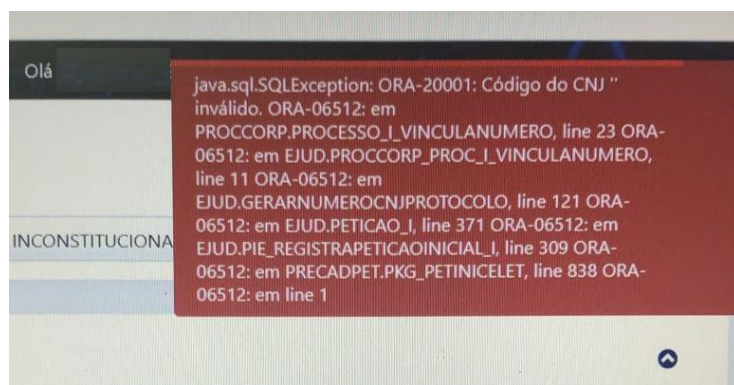 Olá
java.sql.SQLException: ORA-20001: Código do CNJ ''
inválido. ORA-06512: em
PROCCORP.PROCESSO_I_VINCULANUMERO, line 23 ORA-
06512: em EJUD.PROCCORP_PROC_I_VINCULANUMERO,
line 11 ORA-06512: em
EJUD.GERARNUMEROCNJPROTOCOLO, line 121 ORA-
06512: em EJUD.PETICAO_I, line 371 ORA-06512: em
EJUD.PIE_REGISTRAPETICAOINICIAL_I, line 309 ORA-
06512: em PRECADPET.PKG_PETINICELET, line 838 ORA-
06512: em line 1
INCONSTITUCIONA